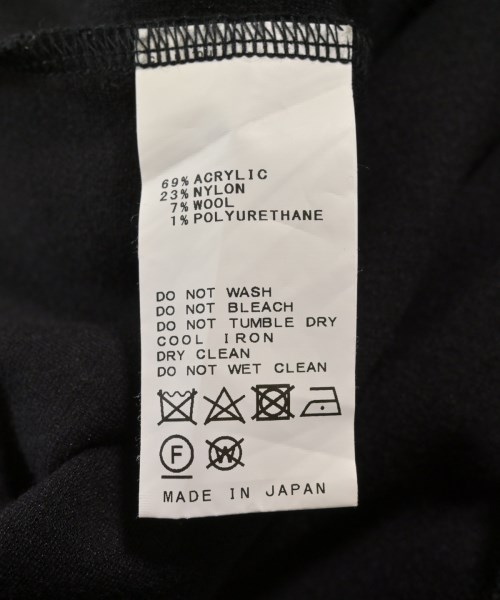 69% ACRYLIC
23% NYLON
7% WOOL
1% POLYURETHANE
DO NOT WASH
DO NOT BLEACH
DO NOT TUMBLE DRY
COOL IRON
DRY CLEAN
DO NOT WET CLEAN
F W
MADE IN JAPAN